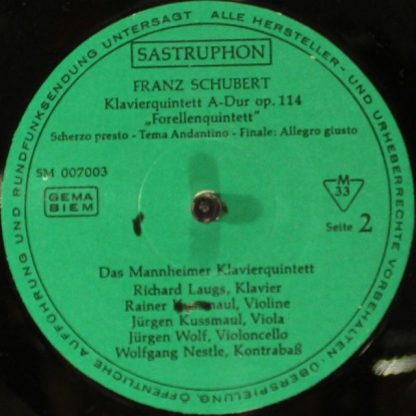 ALLE HERSTELLER- UND URHEBERRECHTE VORBEHALTEN · ÜBERSPIELUNG, ÖFFENTLICHE AUFFÜHRUNG UND RUNDFUNKSENDUNG UNTERSAGT
SASTRUPHON
FRANZ SCHUBERT
Klavierquintett A-Dur op. 114
„Forellenquintett”
Scherzo presto - Tema Andantino - Finale: Allegro giusto
SM 007003
GEMA
BIEM
M
33
Seite 2
Das Mannheimer Klavierquintett
Richard Laugs, Klavier
Rainer Kussmaul, Violine
Jürgen Kussmaul, Viola
Jürgen Wolf, Violoncello
Wolfgang Nestle, Kontrabaß